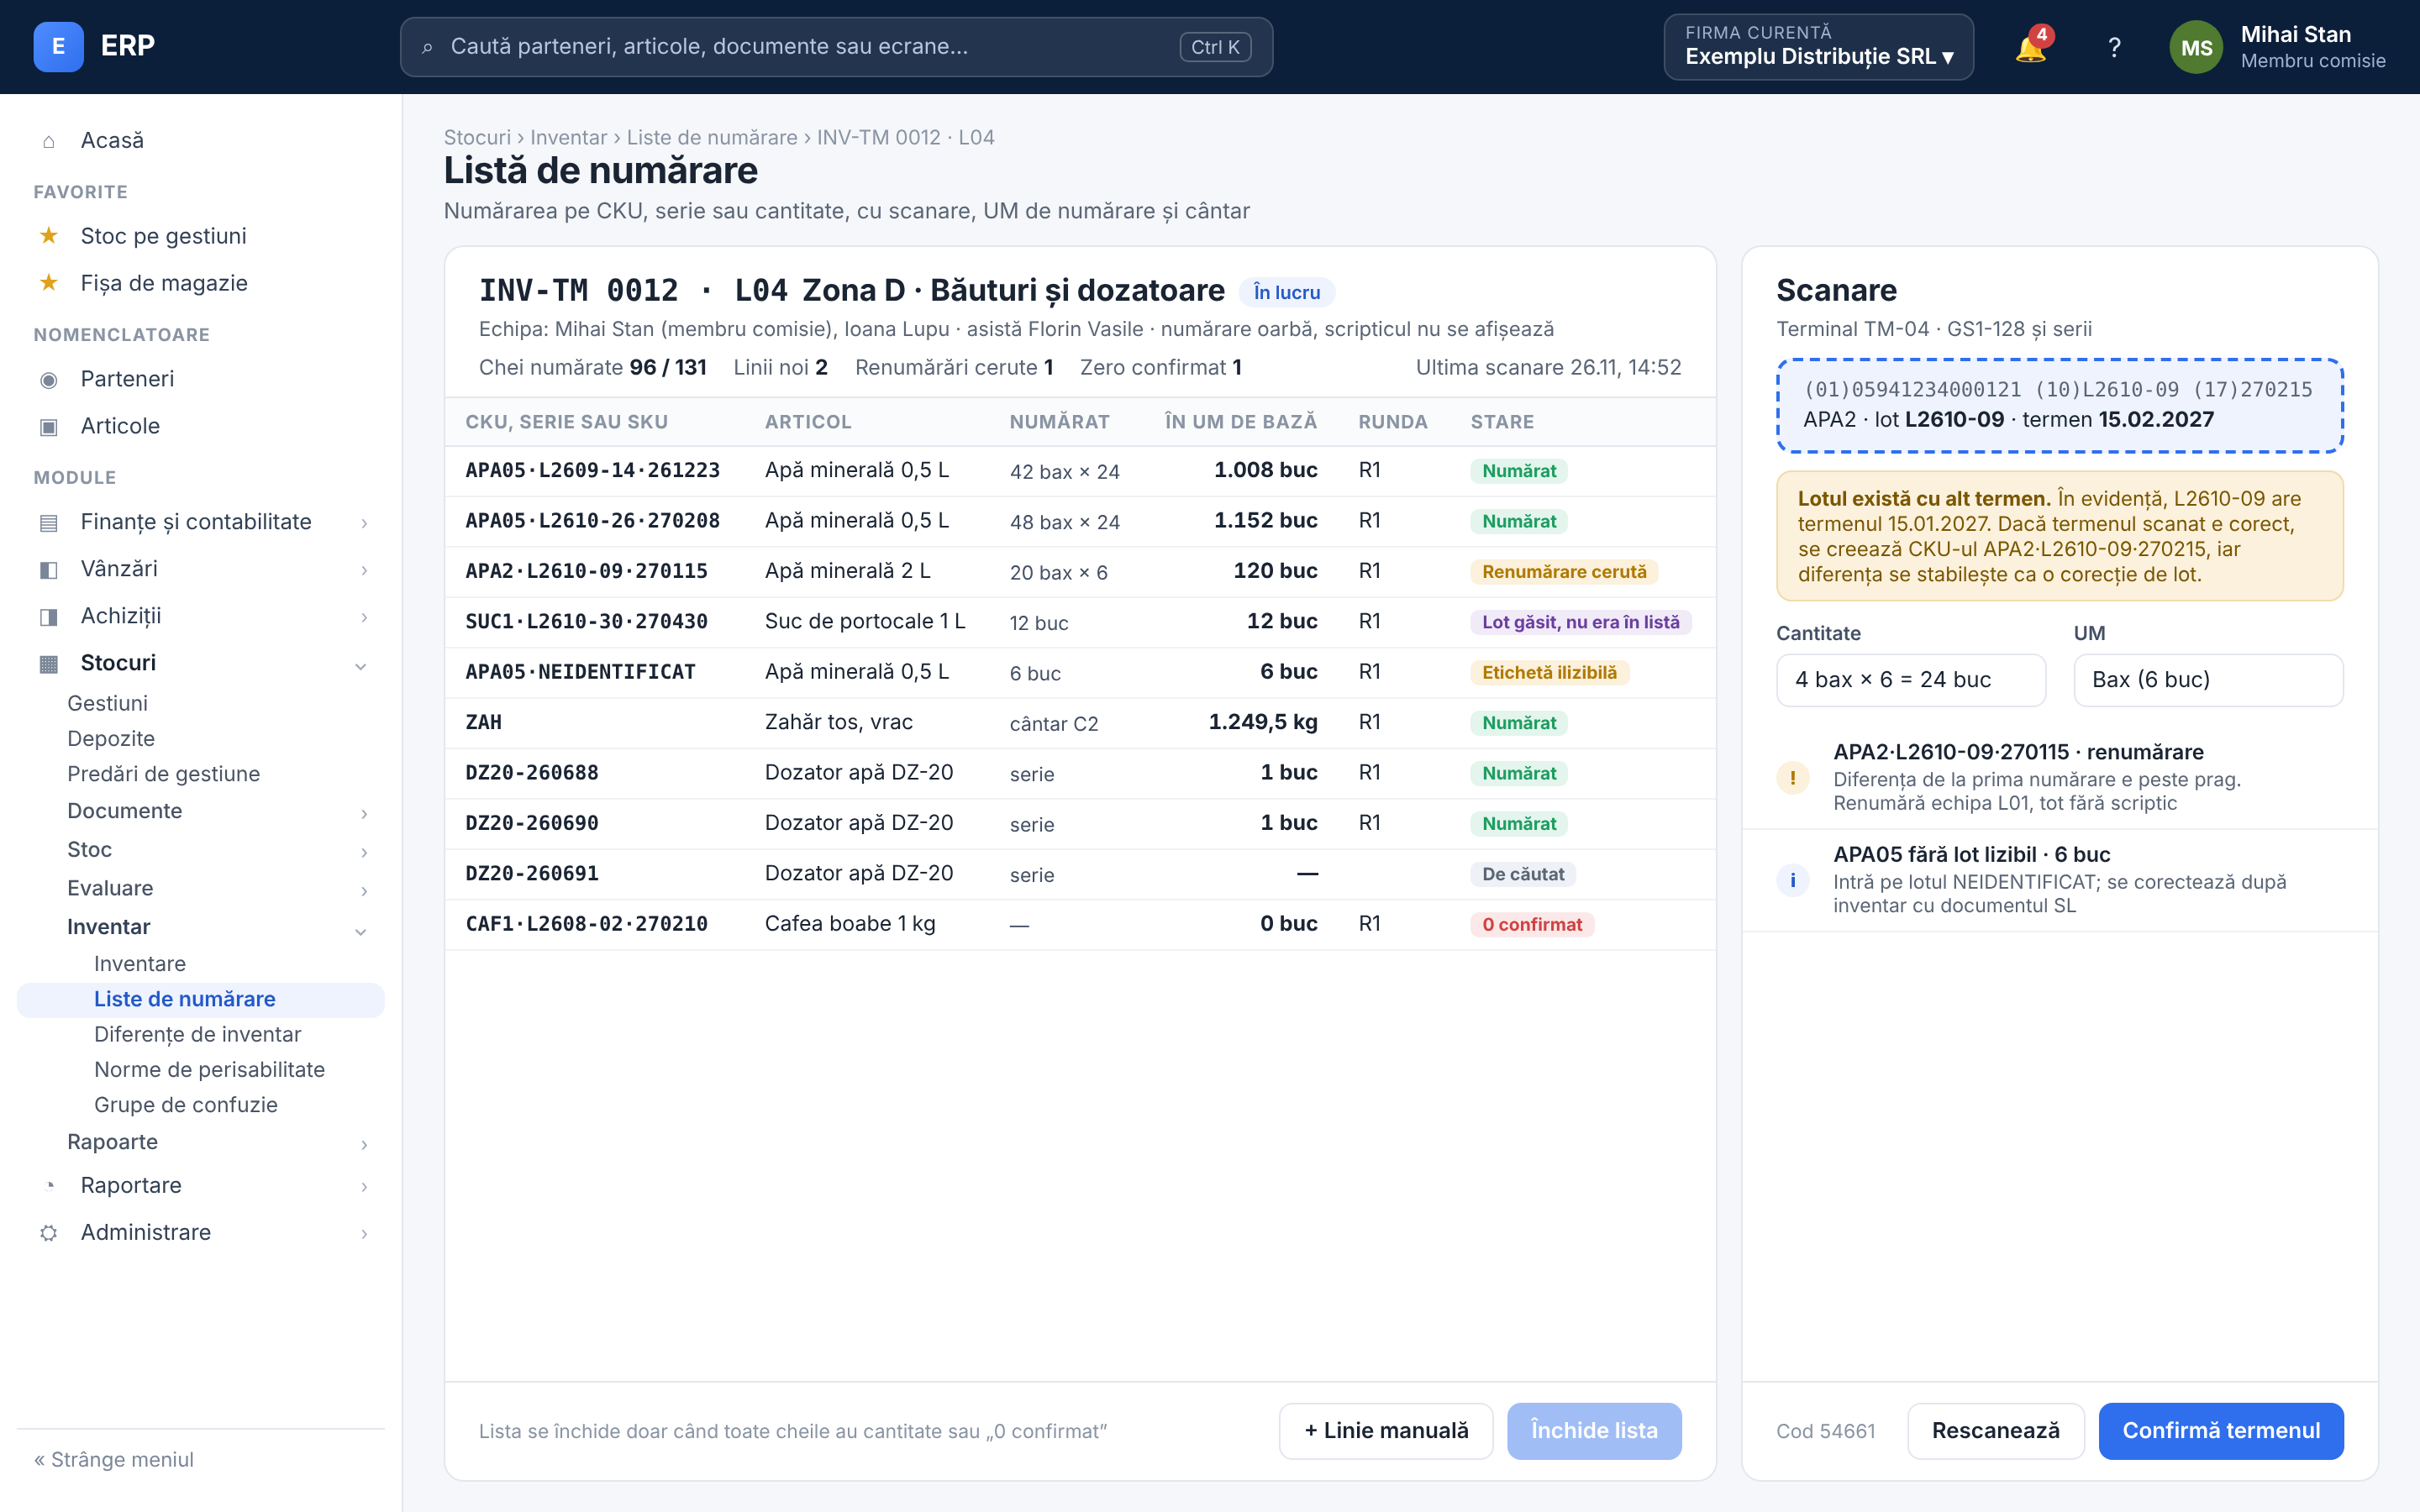 E ERP
Caută parteneri, articole, documente sau ecrane... Ctrl K
FIRMA CURENTĂ
Exemplu Distribuție SRL ▾
4
?
MS
Mihai Stan
Membru comisie
Acasă
FAVORITE
★ Stoc pe gestiuni
★ Fișa de magazie
NOMENCLATOARE
Parteneri
Articole
MODULE
Finanțe și contabilitate ›
Vânzări ›
Achiziții ›
Stocuri
Gestiuni
Depozite
Predări de gestiune
Documente ›
Stoc ›
Evaluare ›
Inventar
Inventare
Liste de numărare
Diferențe de inventar
Norme de perisabilitate
Grupe de confuzie
Rapoarte ›
Raportare ›
Administrare ›
« Strânge meniul
Stocuri › Inventar › Liste de numărare › INV-TM 0012 · L04
Listă de numărare
Numărarea pe CKU, serie sau cantitate, cu scanare, UM de numărare și cântar
INV-TM 0012 · L04 Zona D · Băuturi și dozatoare În lucru
Echipa: Mihai Stan (membru comisie), Ioana Lupu · asistă Florin Vasile · numărare oarbă, scripticul nu se afișează
Chei numărate 96 / 131 Linii noi 2 Renumărări cerute 1 Zero confirmat 1 Ultima scanare 26.11, 14:52
CKU, SERIE SAU SKU ARTICOL NUMĂRAT ÎN UM DE BAZĂ RUNDA STARE
APA05·L2609-14·261223 Apă minerală 0,5 L 42 bax × 24 1.008 buc R1 Numărat
APA05·L2610-26·270208 Apă minerală 0,5 L 48 bax × 24 1.152 buc R1 Numărat
APA2·L2610-09·270115 Apă minerală 2 L 20 bax × 6 120 buc R1 Renumărare cerută
SUC1·L2610-30·270430 Suc de portocale 1 L 12 buc 12 buc R1 Lot găsit, nu era în listă
APA05·NEIDENTIFICAT Apă minerală 0,5 L 6 buc 6 buc R1 Etichetă ilizibilă
ZAH Zahăr tos, vrac cântar C2 1.249,5 kg R1 Numărat
DZ20-260688 Dozator apă DZ-20 serie 1 buc R1 Numărat
DZ20-260690 Dozator apă DZ-20 serie 1 buc R1 Numărat
DZ20-260691 Dozator apă DZ-20 serie — De căutat
CAF1·L2608-02·270210 Cafea boabe 1 kg — 0 buc R1 0 confirmat
Lista se închide doar când toate cheile au cantitate sau „0 confirmat”
+ Linie manuală
Închide lista
Scanare
Terminal TM-04 · GS1-128 și serii
(01)05941234000121 (10)L2610-09 (17)270215
APA2 · lot L2610-09 · termen 15.02.2027
Lotul există cu alt termen. În evidență, L2610-09 are
termenul 15.01.2027. Dacă termenul scanat e corect,
se creează CKU-ul APA2·L2610-09·270215, iar
diferența se stabilește ca o corecție de lot.
Cantitate UM
4 bax × 6 = 24 buc Bax (6 buc)
! APA2·L2610-09·270115 · renumărare
Diferența de la prima numărare e peste prag.
Renumără echipa L01, tot fără scriptic
i APA05 fără lot lizibil · 6 buc
Intră pe lotul NEIDENTIFICAT; se corectează după
inventar cu documentul SL
Cod 54661
Rescanează
Confirmă termenul